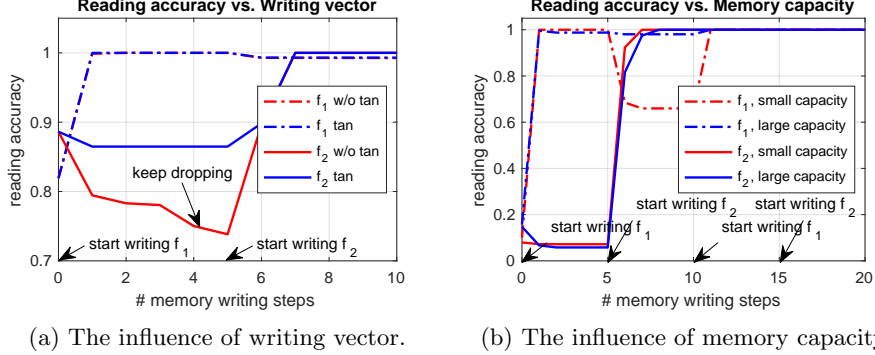 Reading accuracy vs. Writing vector
reading accuracy
1
0.9
0.8
0.7
f1 w/o tan
f1 tan
f2 w/o tan
f2 tan
keep dropping
start writing f1
start writing f2
0 2 4 6 8 10
# memory writing steps
(a) The influence of writing vector.
Reading accuracy vs. Memory capacity
reading accuracy
1
0.8
0.6
0.4
0.2
0
f1, small capacity
f1, large capacity
f2, small capacity
f2, large capacity
start writing f1
start writing f2
start writing f1
start writing f2
0 5 10 15 20
# memory writing steps
(b) The influence of memory capacity